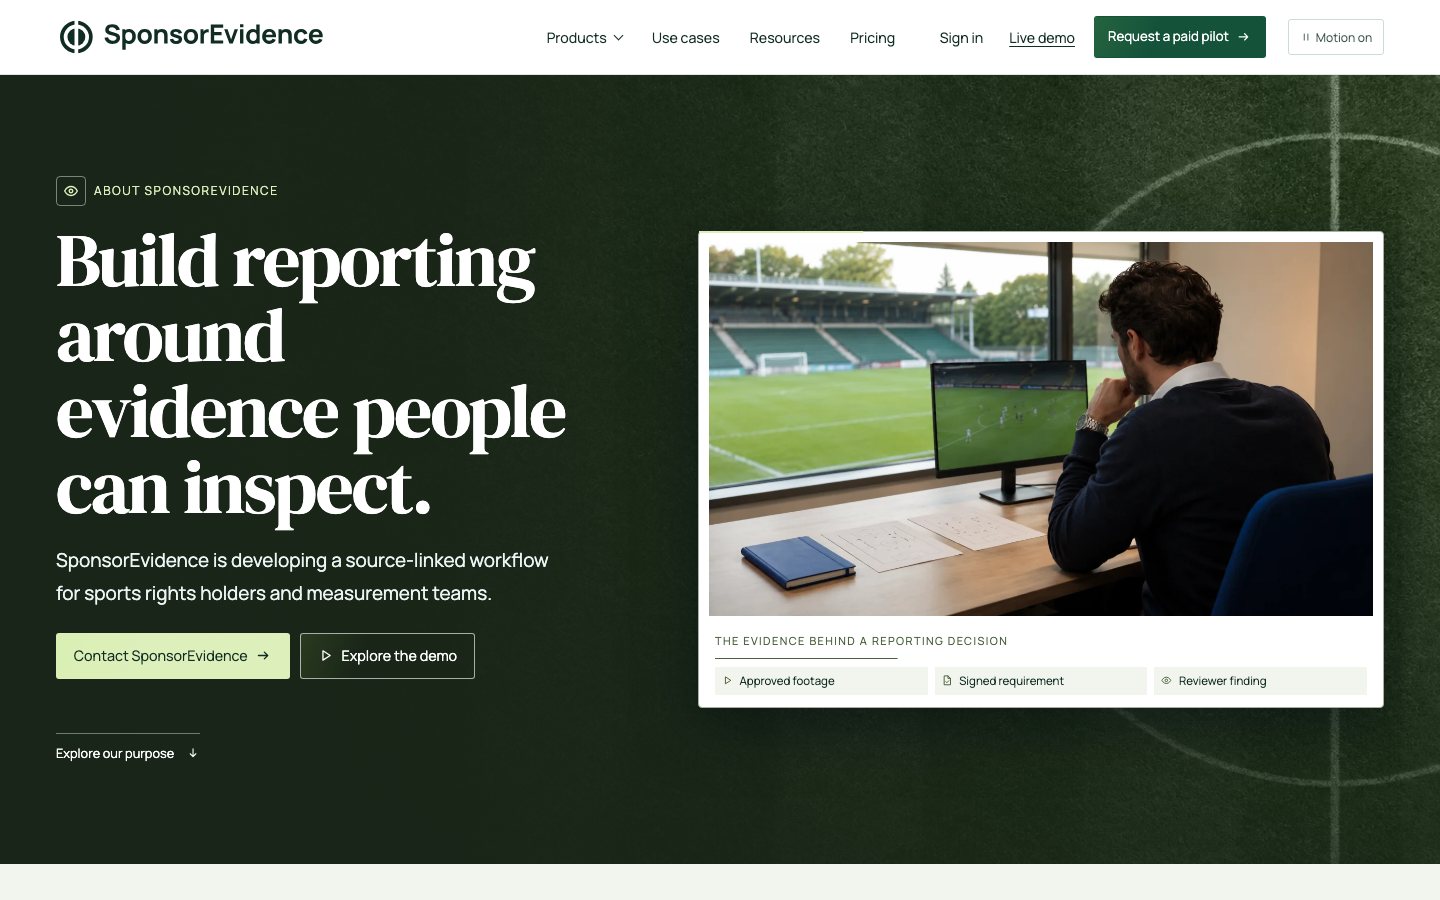 SponsorEvidence
Products
Use cases
Resources
Pricing
Sign in
Live demo
Request a paid pilot
Motion on
ABOUT SPONSOREVIDENCE
Build reporting
around
evidence people
can inspect.
SponsorEvidence is developing a source-linked workflow
for sports rights holders and measurement teams.
Contact SponsorEvidence
Explore the demo
Explore our purpose
THE EVIDENCE BEHIND A REPORTING DECISION
Approved footage
Signed requirement
Reviewer finding